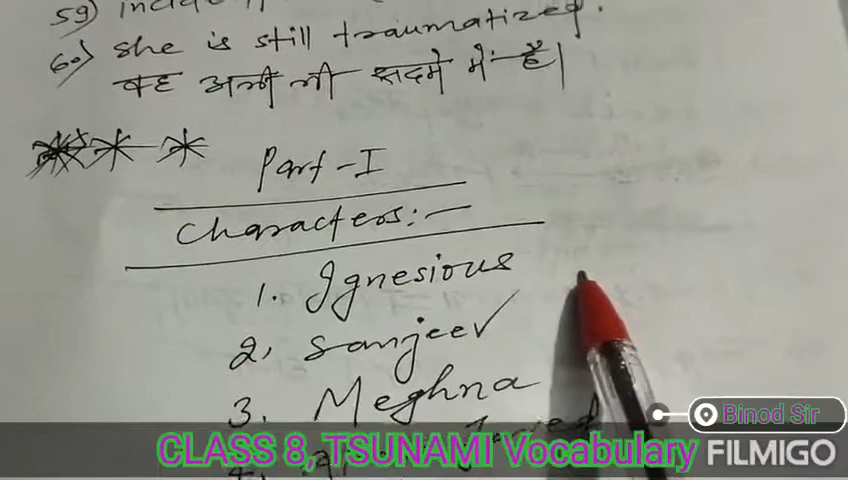 59)
60) She is still traumatized.
वह अभी भी सदमे में है।
Part-I
Characters:-
1. Ignesious
2. Sanjeev
3. Meghna
4.
Binod Sir
CLASS 8, TSUNAMI Vocabulary
FILMIGO